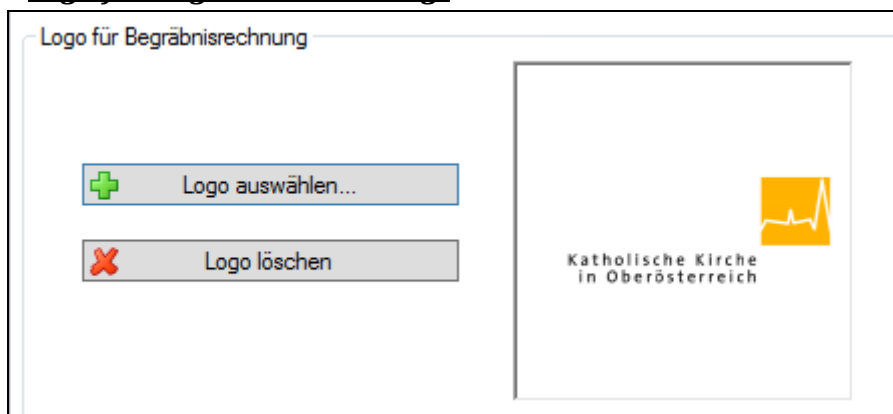 Logo für Begräbnisrechnung
Logo auswählen...
Logo löschen
Katholische Kirche
in Oberösterreich